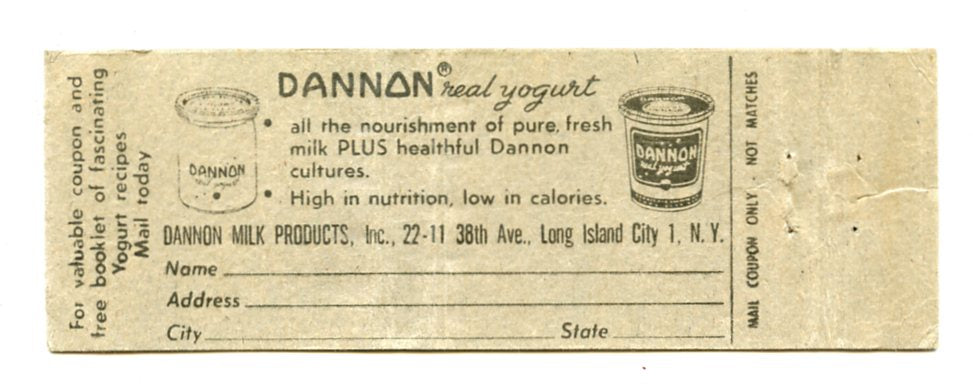 For valuable coupon and
free booklet of fascinating
Yogurt recipes
Mail today
DANNON® real yogurt
• all the nourishment of pure, fresh
milk PLUS healthful Dannon
cultures.
• High in nutrition, low in calories.
DANNON
DANNON
real yogurt
DANNON MILK PRODUCTS, Inc., 22-11 38th Ave., Long Island City 1, N. Y.
Name
Address
City State
MAIL COUPON ONLY - NOT MATCHES